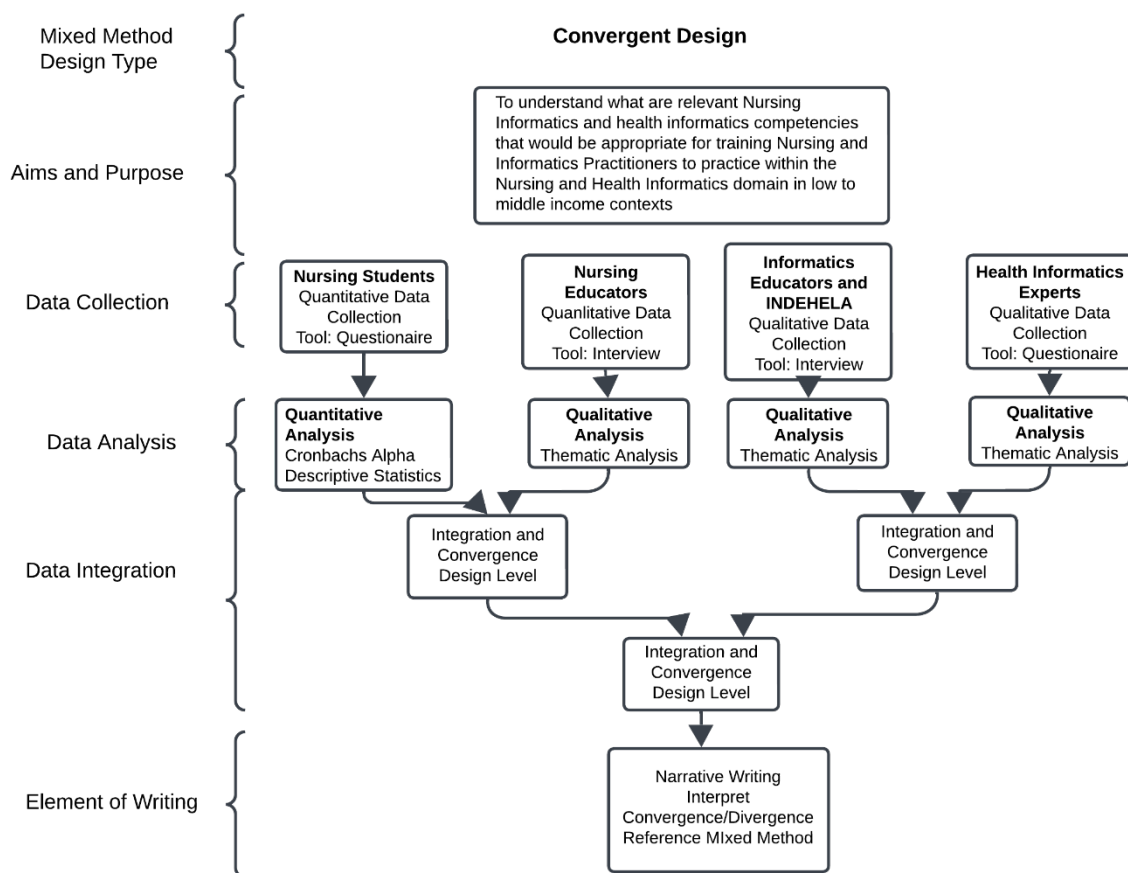 Mixed Method
Design Type
Convergent Design
Aims and Purpose
To understand what are relevant Nursing
Informatics and health informatics competencies
that would be appropriate for training Nursing and
Informatics Practitioners to practice within the
Nursing and Health Informatics domain in low to
middle income contexts
Data Collection
Nursing Students
Quantitative Data
Collection
Tool: Questionaire
Nursing
Educators
Quanlitative Data
Collection
Tool: Interview
Informatics
Educators and
INDEHELA
Qualitative Data
Collection
Tool: Interview
Health Informatics
Experts
Qualitative Data
Collection
Tool: Questionaire
Data Analysis
Quantitative
Analysis
Cronbachs Alpha
Descriptive Statistics
Qualitative
Analysis
Thematic Analysis
Qualitative
Analysis
Thematic Analysis
Qualitative
Analysis
Thematic Analysis
Data Integration
Integration and
Convergence
Design Level
Integration and
Convergence
Design Level
Integration and
Convergence
Design Level
Element of Writing
Narrative Writing
Interpret
Convergence/Divergence
Reference MIxed Method